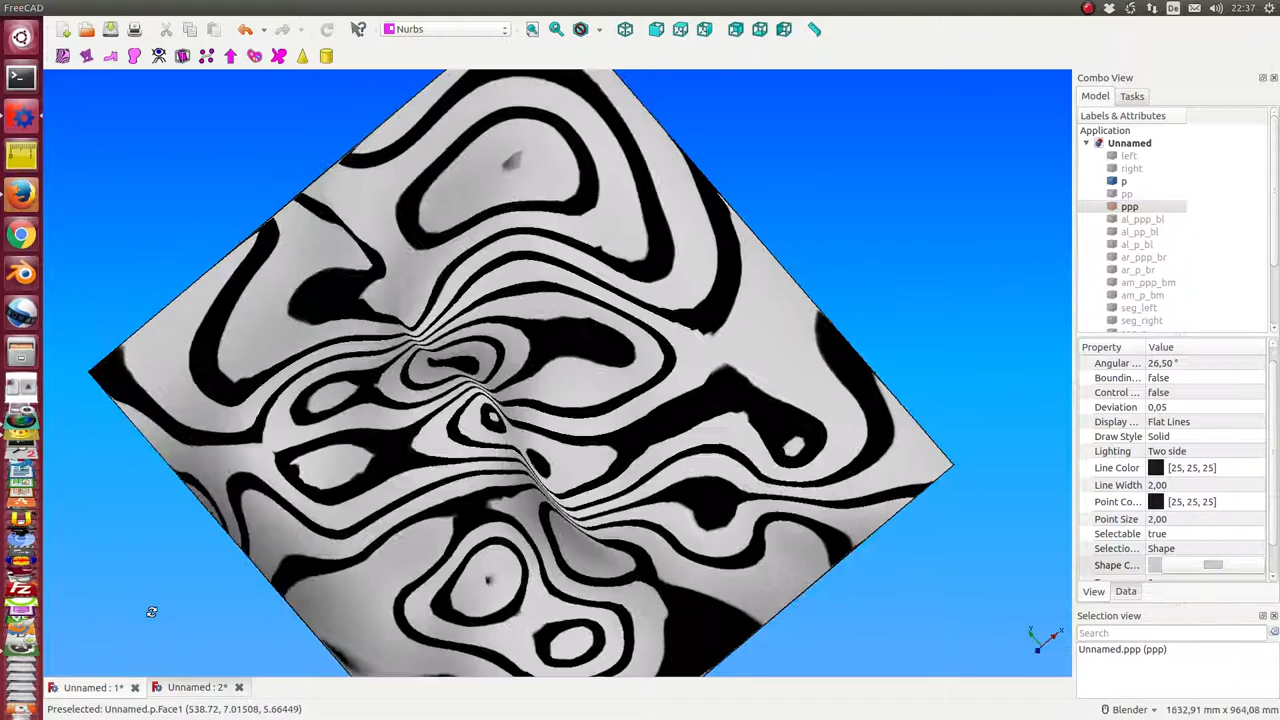 FreeCAD
De
22:37
Nurbs
Combo View
Model
Tasks
Labels & Attributes
Application
Unnamed
left
right
p
pp
ppp
al_ppp_bl
al_pp_bl
al_p_bl
ar_ppp_br
ar_p_br
am_ppp_bm
am_p_bm
seg_left
seg_right
Property
Value
Angular ...
26,50 °
Boundin...
false
Control ...
false
Deviation
0,05
Display ...
Flat Lines
Draw Style
Solid
Lighting
Two side
Line Color
[25, 25, 25]
Line Width
2,00
Point Co...
[25, 25, 25]
Point Size
2,00
Selectable
true
Selectio...
Shape
Shape C...
View
Data
Selection view
Search
Unnamed.ppp (ppp)
Unnamed : 1*
Unnamed : 2*
Preselected: Unnamed.p.Face1 (538.72, 7.01508, 5.66449)
Blender
1632,91 mm x 964,08 mm